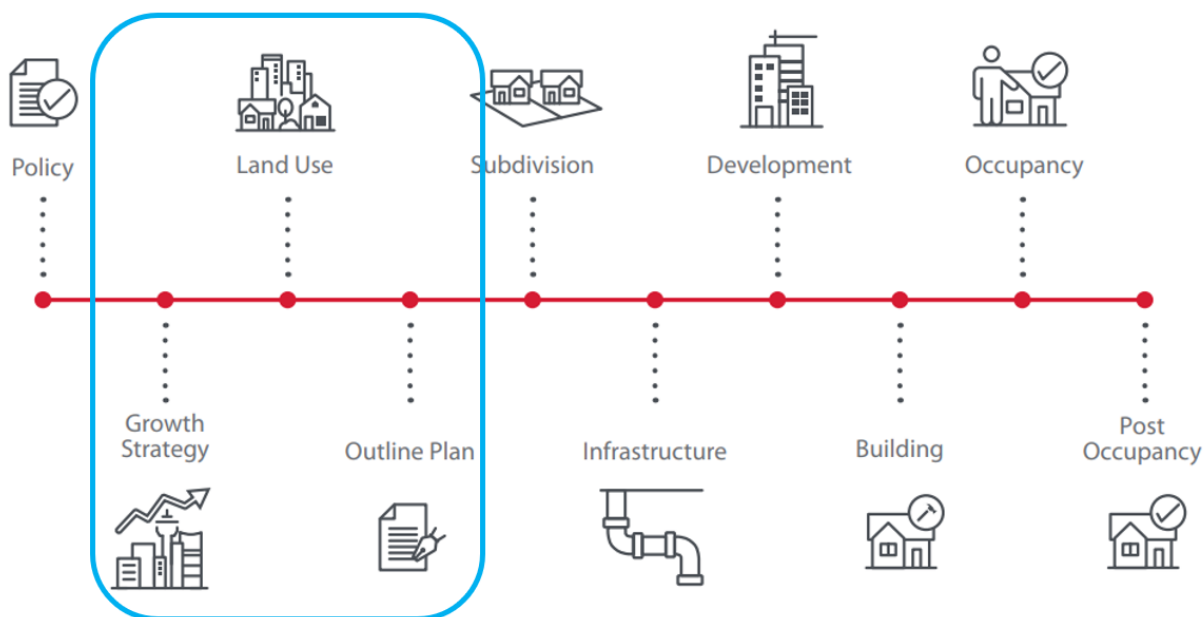 Policy
Land Use
Subdivision
Development
Occupancy
Growth
Strategy
Outline Plan
Infrastructure
Building
Post
Occupancy